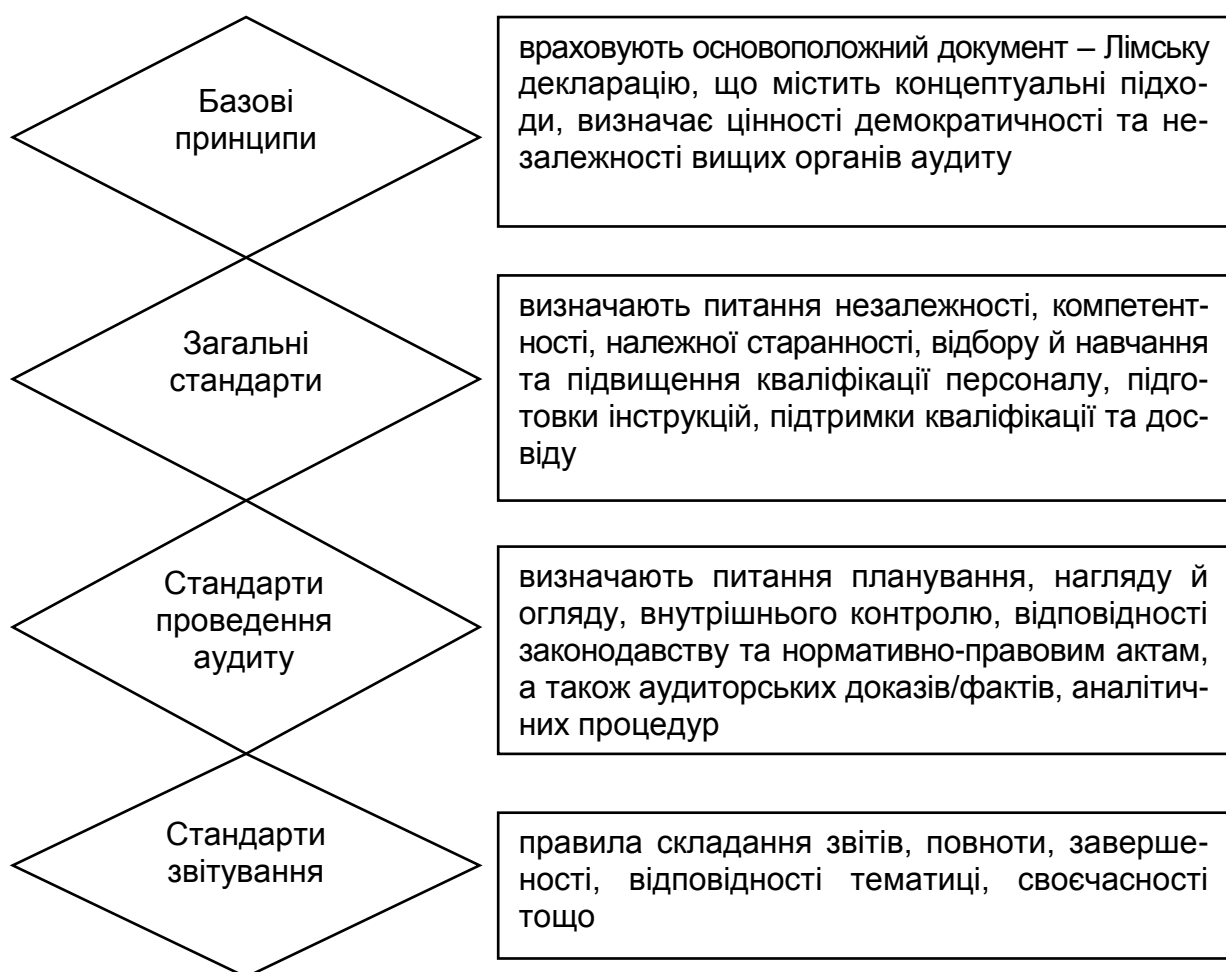 Базові
принципи
враховують основоположний документ – Лімську
декларацію, що містить концептуальні підхо-
ди, визначає цінності демократичності та не-
залежності вищих органів аудиту
Загальні
стандарти
визначають питання незалежності, компетент-
ності, належної старанності, відбору й навчання
та підвищення кваліфікації персоналу, підго-
товки інструкцій, підтримки кваліфікації та дос-
віду
Стандарти
проведення
аудиту
визначають питання планування, нагляду й
огляду, внутрішнього контролю, відповідності
законодавству та нормативно-правовим актам,
а також аудиторських доказів/фактів, аналітич-
них процедур
Стандарти
звітування
правила складання звітів, повноти, заверше-
ності, відповідності тематиці, своєчасності
тощо